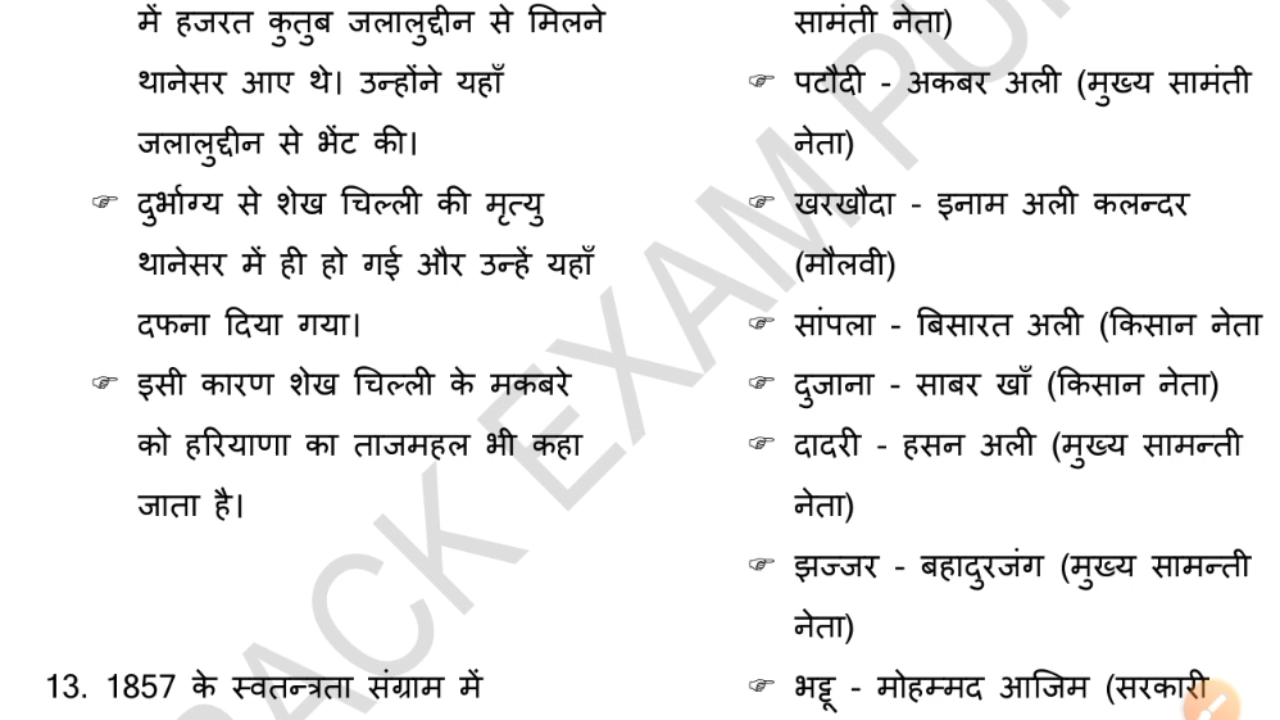 में हजरत कुतुब जलालुद्दीन से मिलने
थानेसर आए थे। उन्होंने यहाँ
जलालुद्दीन से भेंट की।
☞ दुर्भाग्य से शेख चिल्ली की मृत्यु
थानेसर में ही हो गई और उन्हें यहाँ
दफना दिया गया।
☞ इसी कारण शेख चिल्ली के मकबरे
को हरियाणा का ताजमहल भी कहा
जाता है।
13. 1857 के स्वतन्त्रता संग्राम में
सामंती नेता)
☞ पटौदी - अकबर अली (मुख्य सामंती
नेता)
☞ खरखौदा - इनाम अली कलन्दर
(मौलवी)
☞ सांपला - बिसारत अली (किसान नेता
☞ दुजाना - साबर खाँ (किसान नेता)
☞ दादरी - हसन अली (मुख्य सामन्ती
नेता)
☞ झज्जर - बहादुरजंग (मुख्य सामन्ती
नेता)
☞ भट्टू - मोहम्मद आजिम (सरकारी